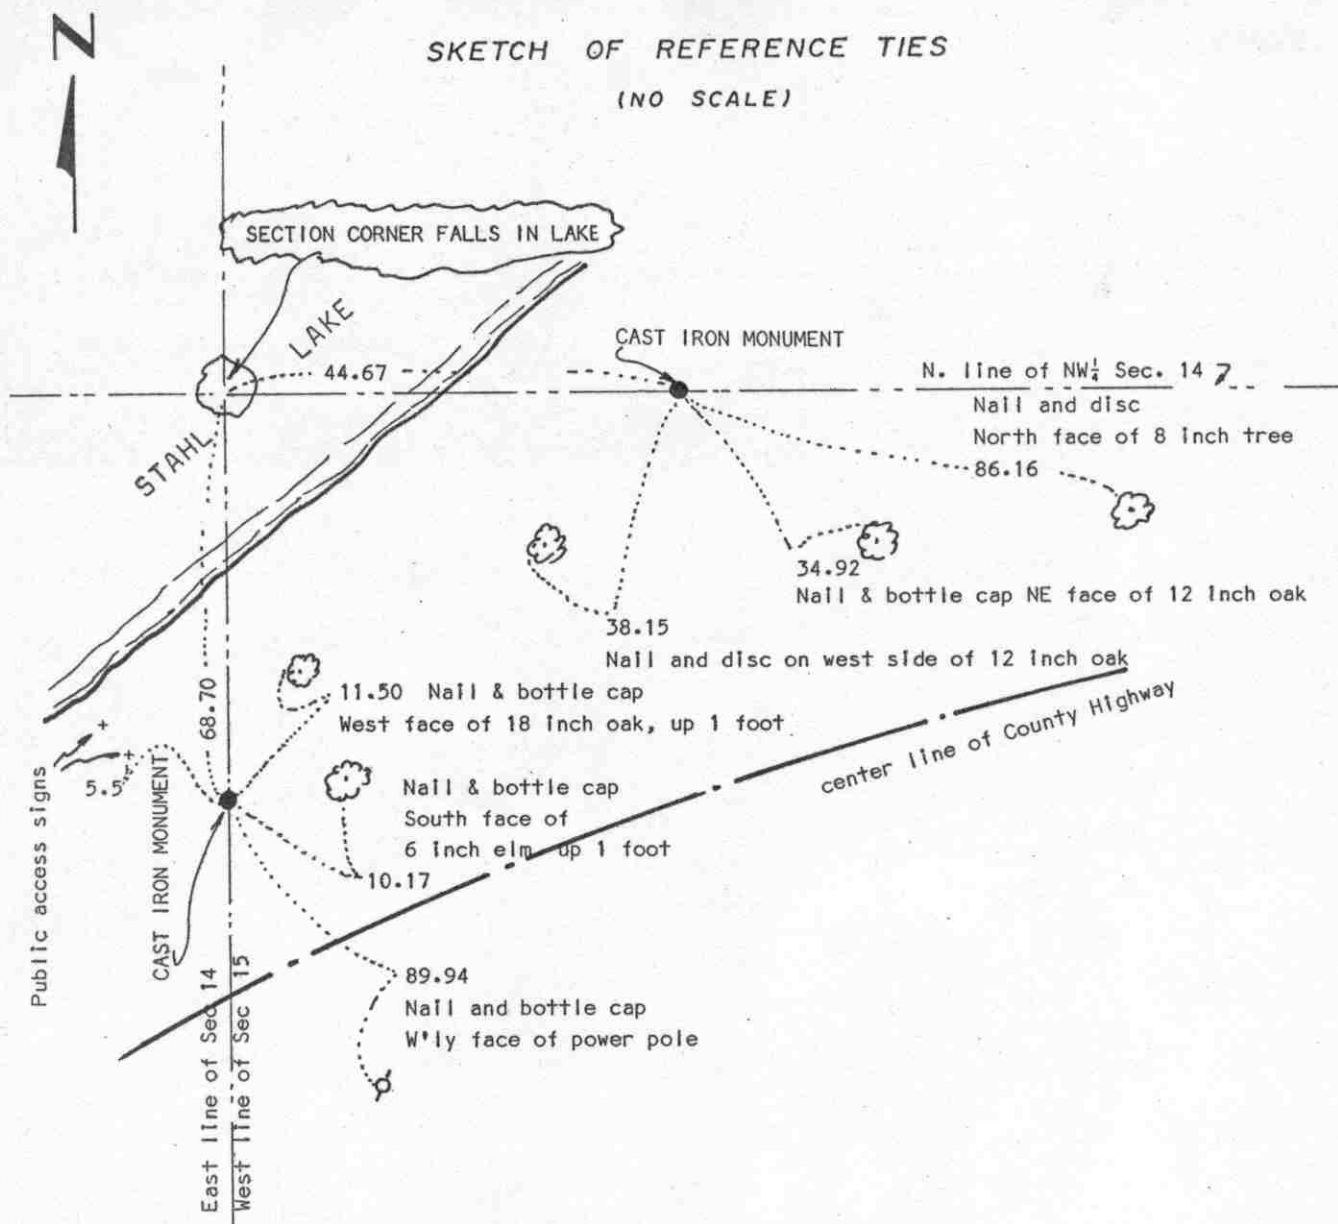 N
SKETCH OF REFERENCE TIES
(NO SCALE)
SECTION CORNER FALLS IN LAKE
STAHL LAKE
44.67
CAST IRON MONUMENT
N. line of NW¼ Sec. 14
Nail and disc
North face of 8 inch tree
86.16
34.92
Nail & bottle cap NE face of 12 inch oak
38.15
Nail and disc on west side of 12 inch oak
68.70
11.50 Nail & bottle cap
West face of 18 inch oak, up 1 foot
center line of County Highway
Public access signs
5.5
CAST IRON MONUMENT
Nail & bottle cap
South face of
6 inch elm up 1 foot
10.17
89.94
Nail and bottle cap
W'ly face of power pole
East line of Sec 14
West line of Sec 15